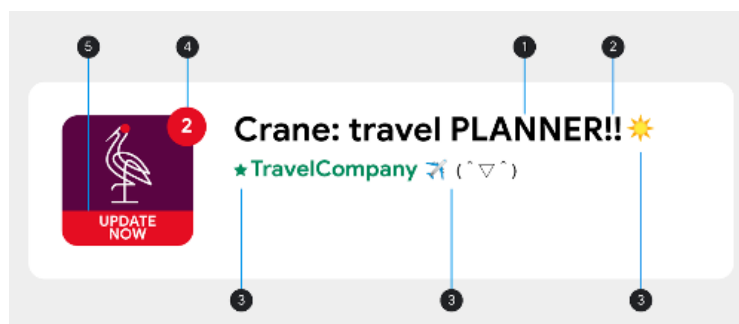 5 4 1 2
2
Crane: travel PLANNER!!☀️
★TravelCompany ✈️ (ˆ▽ˆ)
UPDATE
NOW
3 3 3